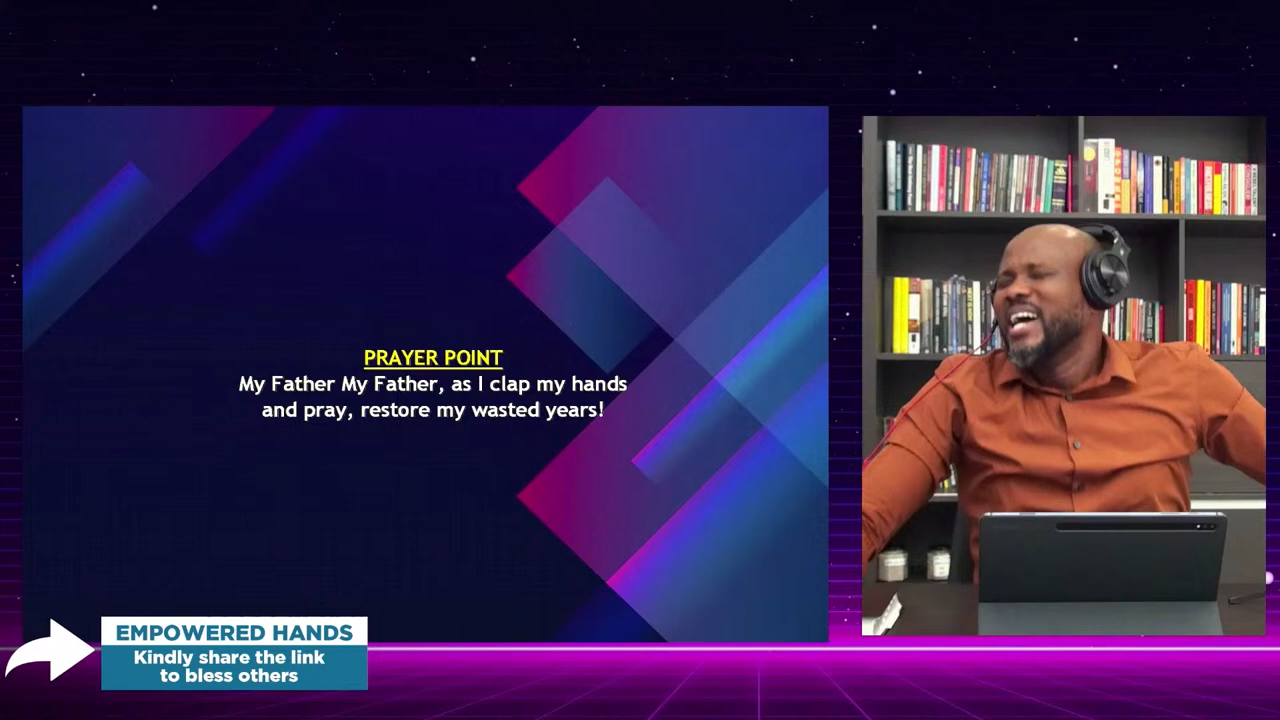 PRAYER POINT
My Father My Father, as I clap my hands
and pray, restore my wasted years!
EMPOWERED HANDS
Kindly share the link
to bless others